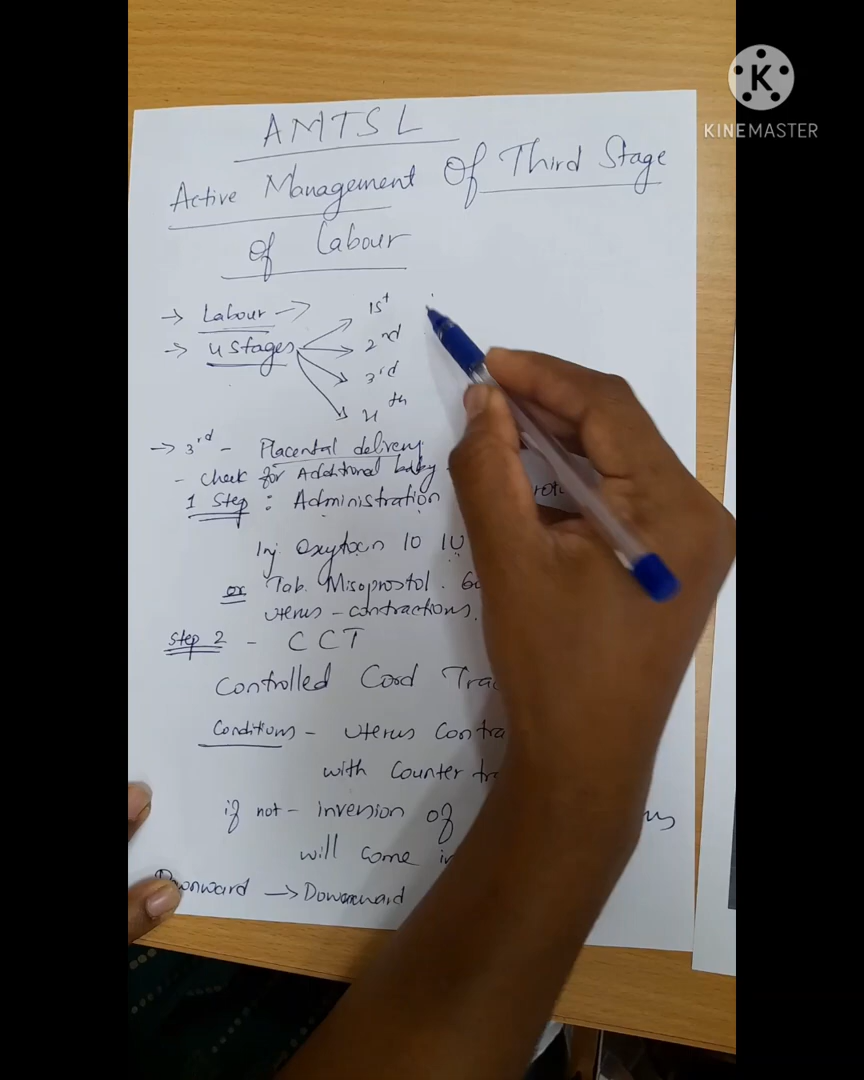 K
KINEMASTER
AMTSL
Active Management Of Third Stage
of Labour
→ Labour →
→ 4 Stages
1st
2nd
3rd
4th
→ 3rd - Placental delivery
- Check for Additional baby
1 Step : Administration
Inj Oxytocin 10 IU
or Tab. Misoprostol.
uterus - contractions.
Step 2 - CCT
Controlled Cord
Conditions - uterus
with Counter
if not - inversion of
will come
Downward → Downward